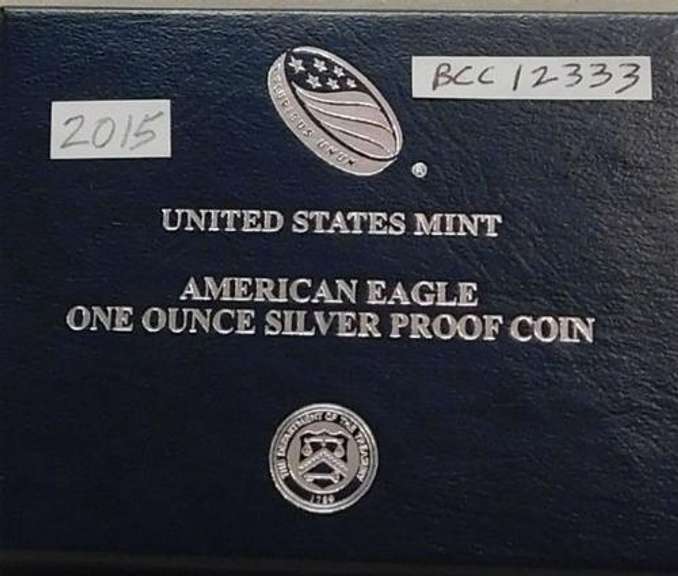 BCC 12333
2015
E PLURIBUS UNUM
®
UNITED STATES MINT
AMERICAN EAGLE
ONE OUNCE SILVER PROOF COIN
THE DEPARTMENT OF THE TREASURY
1789